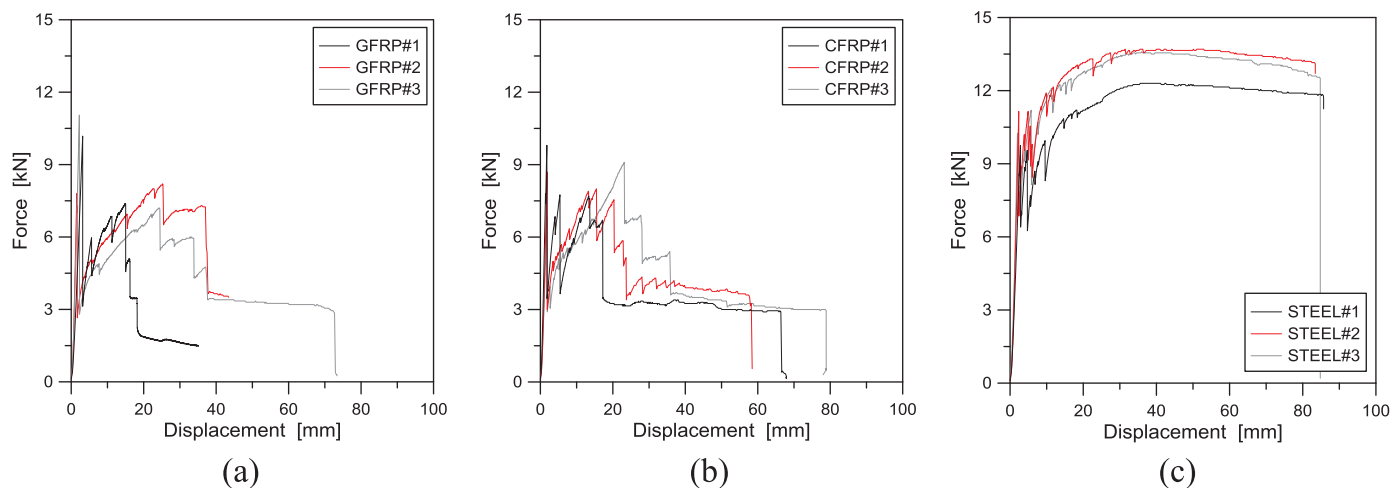 15
12
9
6
3
0
Force [kN]
0 20 40 60 80 100
Displacement [mm]
GFRP#1
GFRP#2
GFRP#3
(a)
15
12
9
6
3
0
Force [kN]
0 20 40 60 80 100
Displacement [mm]
CFRP#1
CFRP#2
CFRP#3
(b)
15
12
9
6
3
0
Force [kN]
0 20 40 60 80 100
Displacement [mm]
STEEL#1
STEEL#2
STEEL#3
(c)